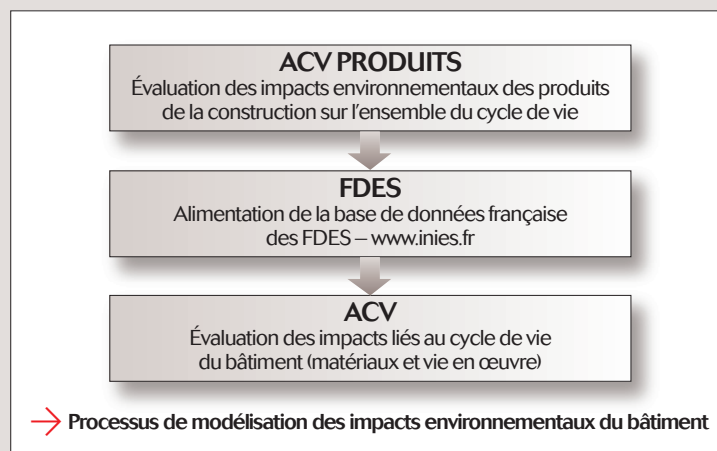 ACV PRODUITS
Évaluation des impacts environnementaux des produits
de la construction sur l'ensemble du cycle de vie
FDES
Alimentation de la base de données française
des FDES – www.inies.fr
ACV
Évaluation des impacts liés au cycle de vie
du bâtiment (matériaux et vie en œuvre)
Processus de modélisation des impacts environnementaux du bâtiment